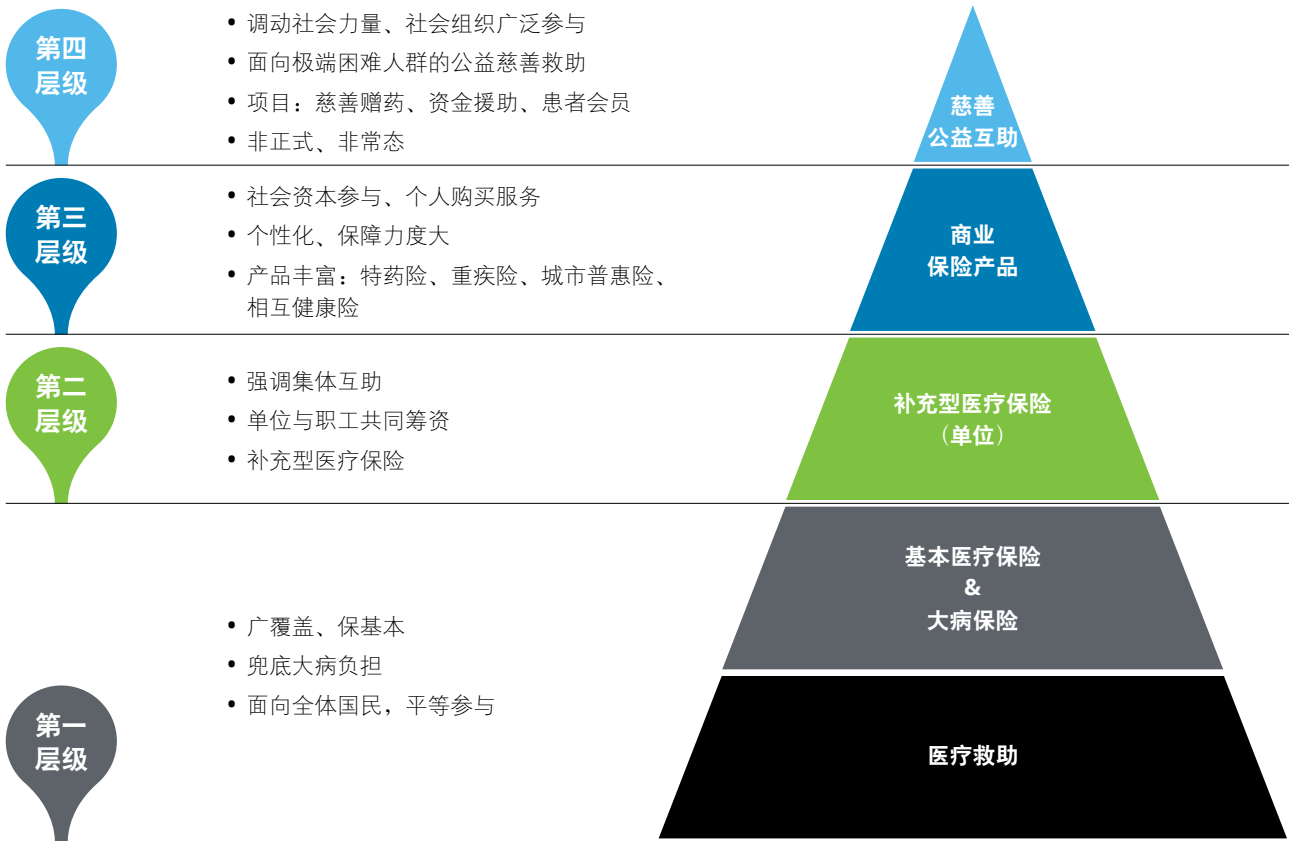 第四
层级
• 调动社会力量、社会组织广泛参与
• 面向极端困难人群的公益慈善救助
• 项目：慈善赠药、资金援助、患者会员
• 非正式、非常态
慈善
公益互助
第三
层级
• 社会资本参与、个人购买服务
• 个性化、保障力度大
• 产品丰富：特药险、重疾险、城市普惠险、
相互健康险
商业
保险产品
第二
层级
• 强调集体互助
• 单位与职工共同筹资
• 补充型医疗保险
补充型医疗保险
（单位）
第一
层级
• 广覆盖、保基本
• 兜底大病负担
• 面向全体国民，平等参与
基本医疗保险
&
大病保险
医疗救助